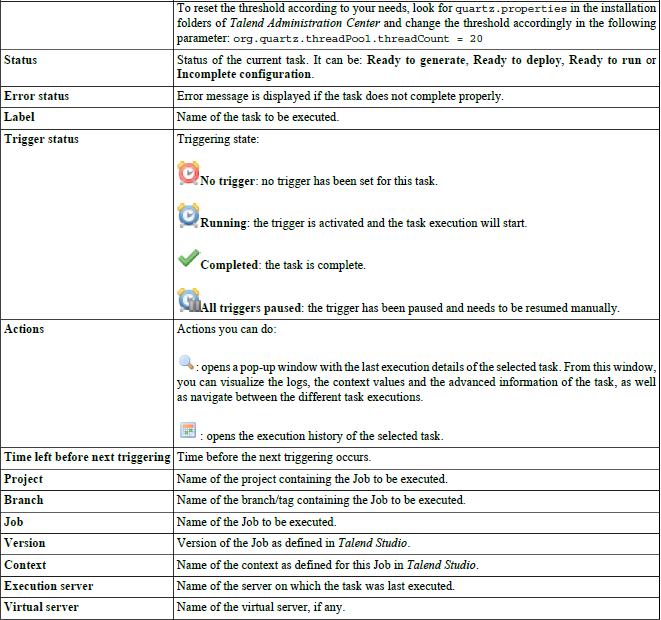 To reset the threshold according to your needs, look for quartz.properties in the installation
folders of Talend Administration Center and change the threshold accordingly in the following
parameter: org.quartz.threadPool.threadCount = 20
Status
Status of the current task. It can be: Ready to generate, Ready to deploy, Ready to run or
Incomplete configuration.
Error status
Error message is displayed if the task does not complete properly.
Label
Name of the task to be executed.
Trigger status
Triggering state:
No trigger: no trigger has been set for this task.
Running: the trigger is activated and the task execution will start.
Completed: the task is complete.
All triggers paused: the trigger has been paused and needs to be resumed manually.
Actions
Actions you can do:
: opens a pop-up window with the last execution details of the selected task. From this window,
you can visualize the logs, the context values and the advanced information of the task, as well
as navigate between the different task executions.
: opens the execution history of the selected task.
Time left before next triggering
Time before the next triggering occurs.
Project
Name of the project containing the Job to be executed.
Branch
Name of the branch/tag containing the Job to be executed.
Job
Name of the Job to be executed.
Version
Version of the Job as defined in Talend Studio.
Context
Name of the context as defined for this Job in Talend Studio.
Execution server
Name of the server on which the task was last executed.
Virtual server
Name of the virtual server, if any.